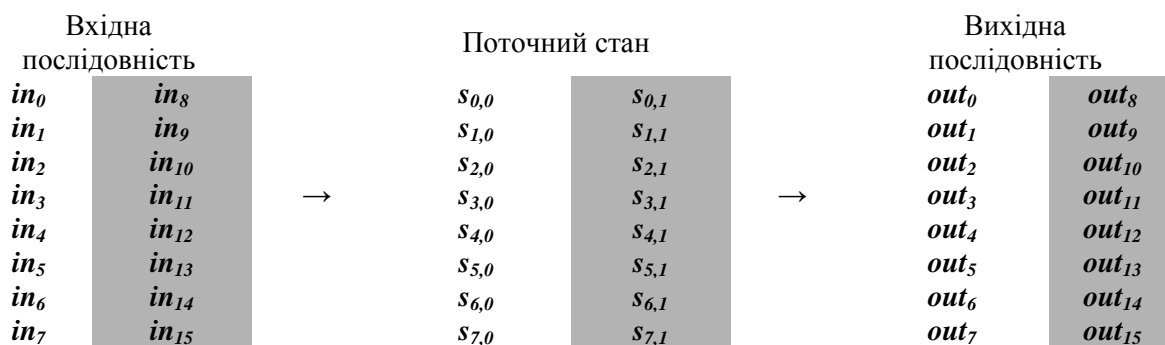 Вхідна послідовність
Поточний стан
Вихідна послідовність
in0 in8 s0,0 s0,1 out0 out8
in1 in9 s1,0 s1,1 out1 out9
in2 in10 s2,0 s2,1 out2 out10
in3 in11 → s3,0 s3,1 → out3 out11
in4 in12 s4,0 s4,1 out4 out12
in5 in13 s5,0 s5,1 out5 out13
in6 in14 s6,0 s6,1 out6 out14
in7 in15 s7,0 s7,1 out7 out15